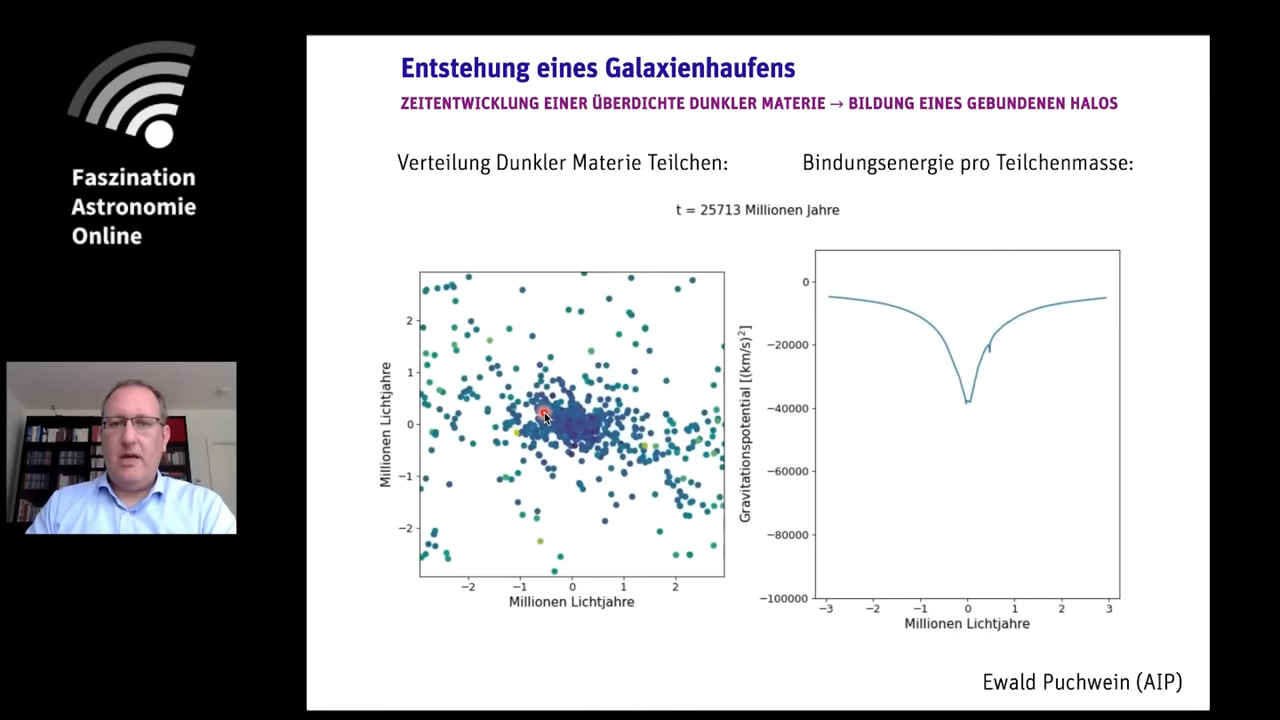 Faszination
Astronomie
Online
Entstehung eines Galaxienhaufens
ZEITENTWICKLUNG EINER ÜBERDICHTE DUNKLER MATERIE → BILDUNG EINES GEBUNDENEN HALOS
Verteilung Dunkler Materie Teilchen:
Bindungsenergie pro Teilchenmasse:
t = 25713 Millionen Jahre
Millionen Lichtjahre
2
1
0
−1
−2
−2 −1 0 1 2
Millionen Lichtjahre
Gravitationspotential [(km/s)²]
0
−20000
−40000
−60000
−80000
−100000
−3 −2 −1 0 1 2 3
Millionen Lichtjahre
Ewald Puchwein (AIP)